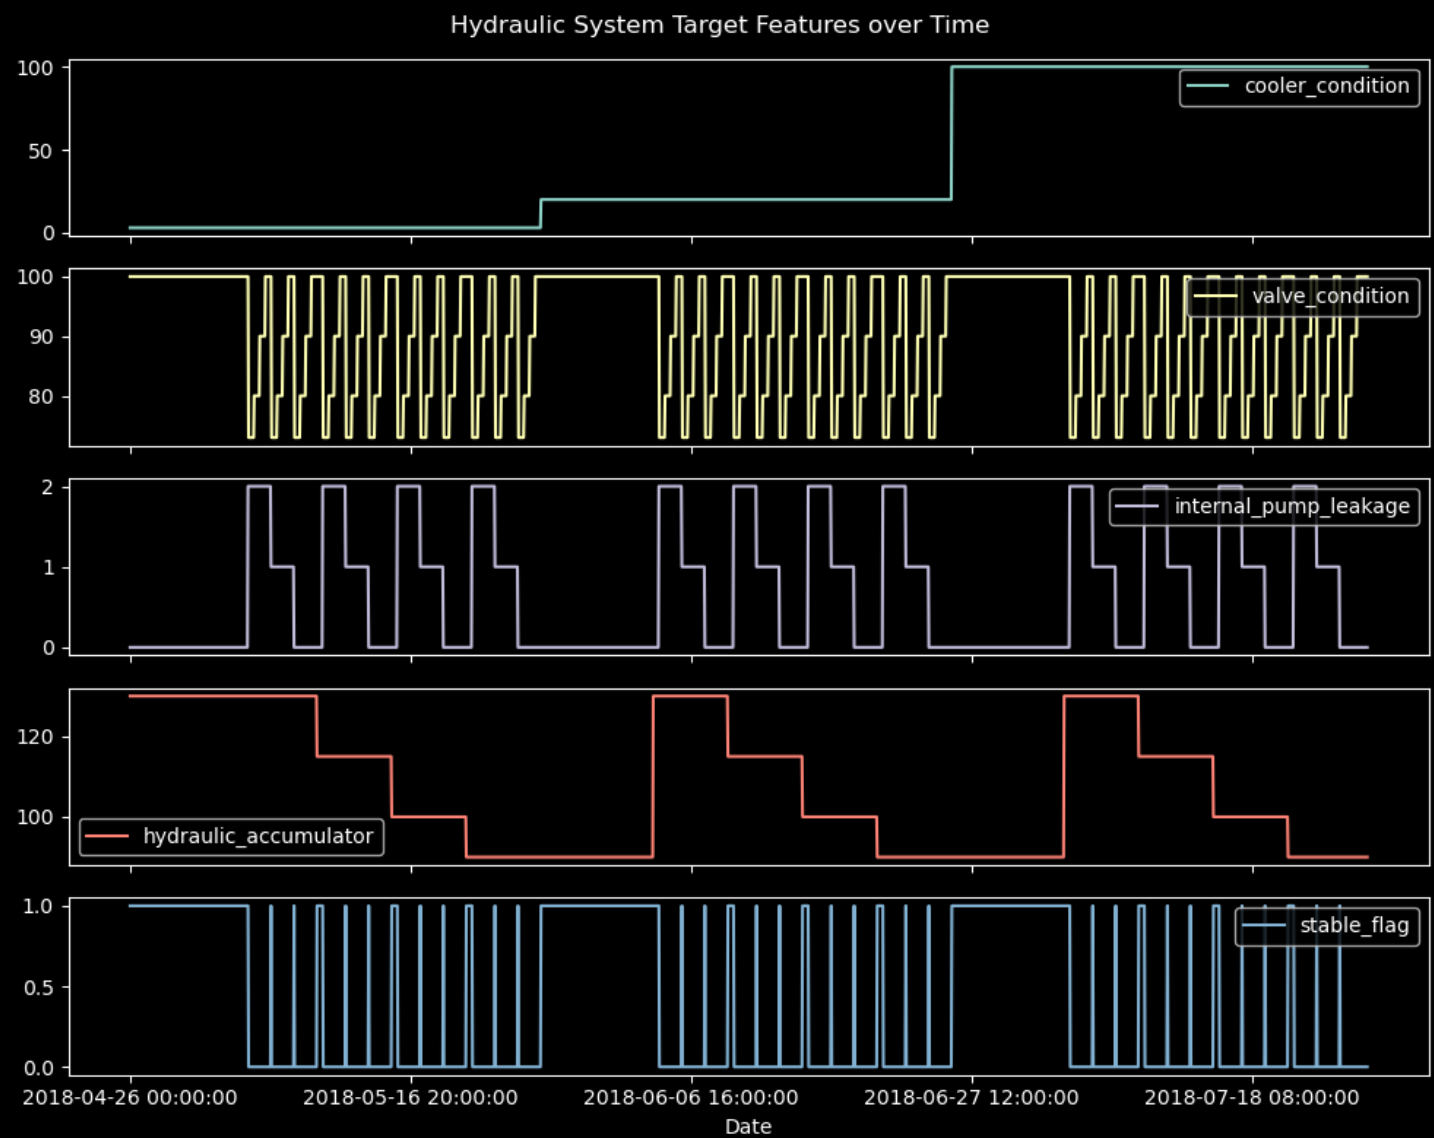 Hydraulic System Target Features over Time
100
50
0
cooler_condition
100
90
80
valve_condition
2
1
0
internal_pump_leakage
120
100
hydraulic_accumulator
1.0
0.5
0.0
stable_flag
2018-04-26 00:00:00 2018-05-16 20:00:00 2018-06-06 16:00:00 2018-06-27 12:00:00 2018-07-18 08:00:00
Date